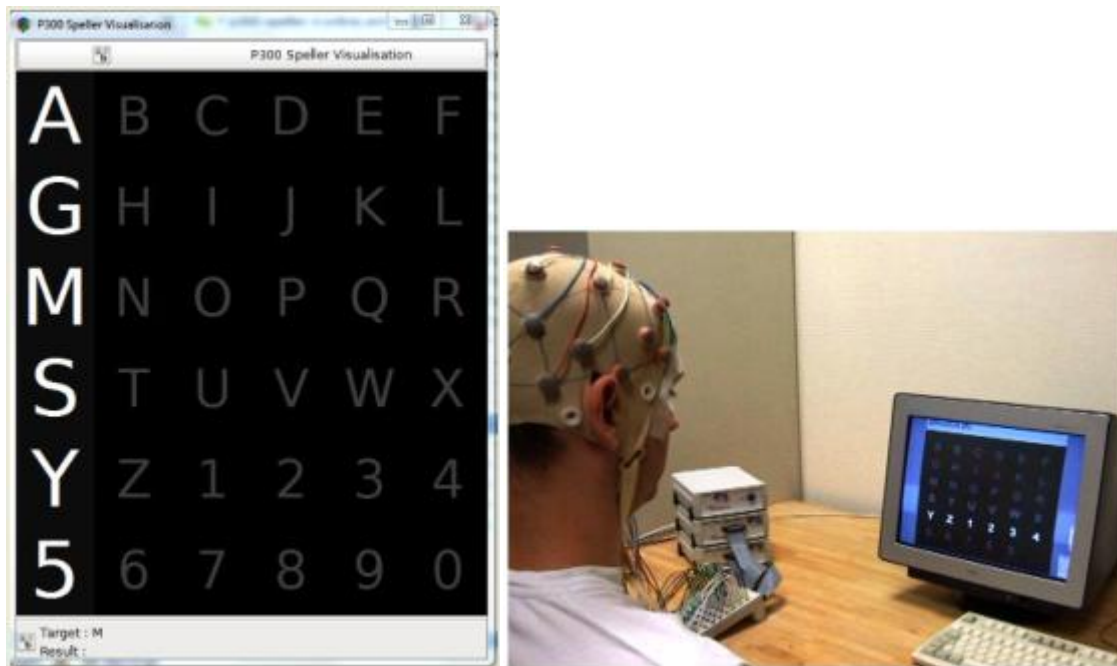 P300 Speller Visualisation
P300 Speller Visualisation
A B C D E F
G H I J K L
M N O P Q R
S T U V W X
Y Z 1 2 3 4
5 6 7 8 9 0
Target : M
Result :
Y Z 1 2 3 4